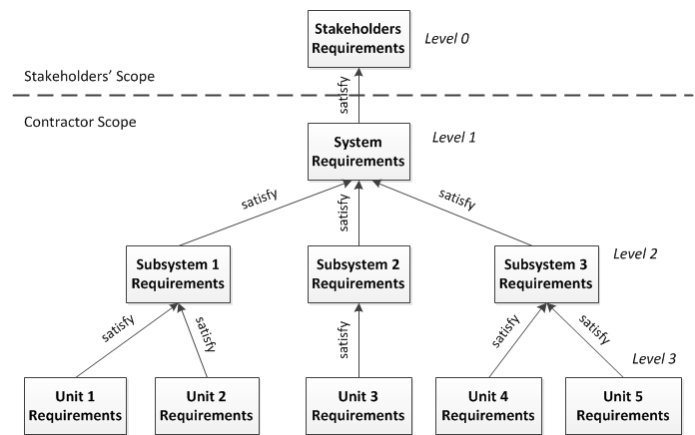 Stakeholders
Requirements
Level 0
Stakeholders' Scope
satisfy
Contractor Scope
System
Requirements
Level 1
satisfy
satisfy
satisfy
Subsystem 1
Requirements
Subsystem 2
Requirements
Subsystem 3
Requirements
Level 2
satisfy
satisfy
satisfy
satisfy
satisfy
Level 3
Unit 1
Requirements
Unit 2
Requirements
Unit 3
Requirements
Unit 4
Requirements
Unit 5
Requirements